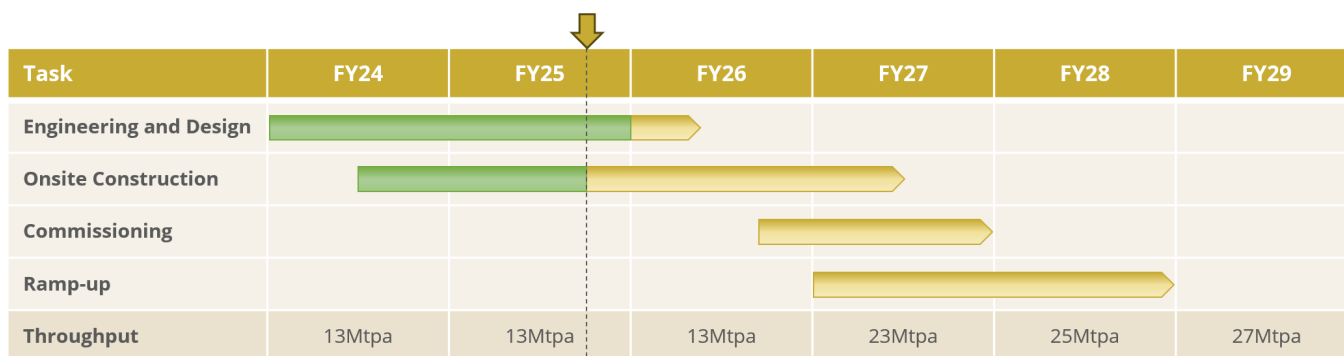 Task FY24 FY25 FY26 FY27 FY28 FY29
Engineering and Design
Onsite Construction
Commissioning
Ramp-up
Throughput 13Mtpa 13Mtpa 13Mtpa 23Mtpa 25Mtpa 27Mtpa